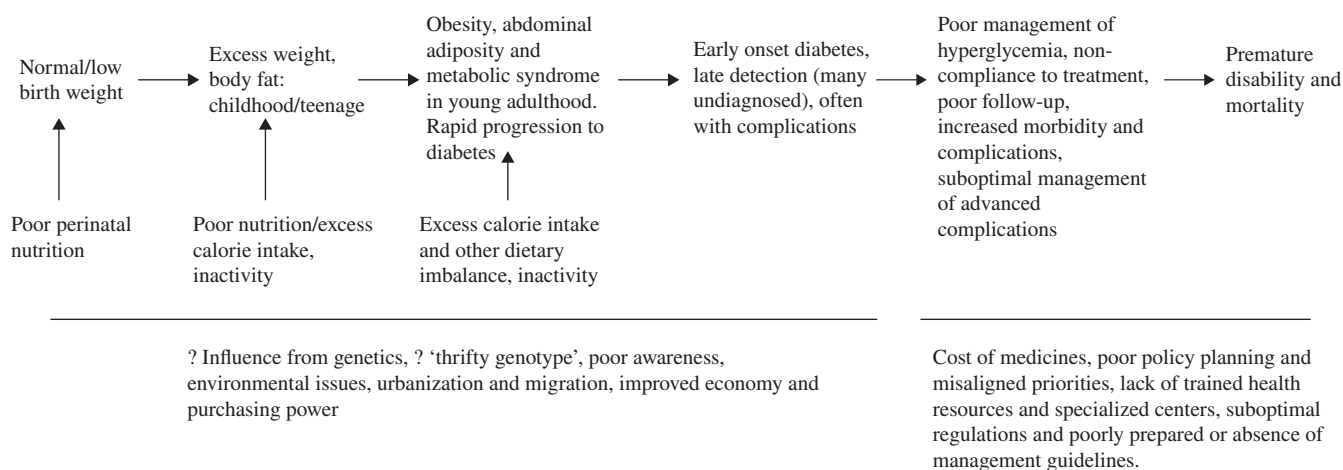 Normal/low
birth weight
Excess weight,
body fat:
childhood/teenage
Obesity, abdominal
adiposity and
metabolic syndrome
in young adulthood.
Rapid progression to
diabetes
Early onset diabetes,
late detection (many
undiagnosed), often
with complications
Poor management of
hyperglycemia, non-
compliance to treatment,
poor follow-up,
increased morbidity and
complications,
suboptimal management
of advanced
complications
Premature
disability and
mortality
Poor perinatal
nutrition
Poor nutrition/excess
calorie intake,
inactivity
Excess calorie intake
and other dietary
imbalance, inactivity
? Influence from genetics, ? ‘thrifty genotype’, poor awareness,
environmental issues, urbanization and migration, improved economy and
purchasing power
Cost of medicines, poor policy planning and
misaligned priorities, lack of trained health
resources and specialized centers, suboptimal
regulations and poorly prepared or absence of
management guidelines.